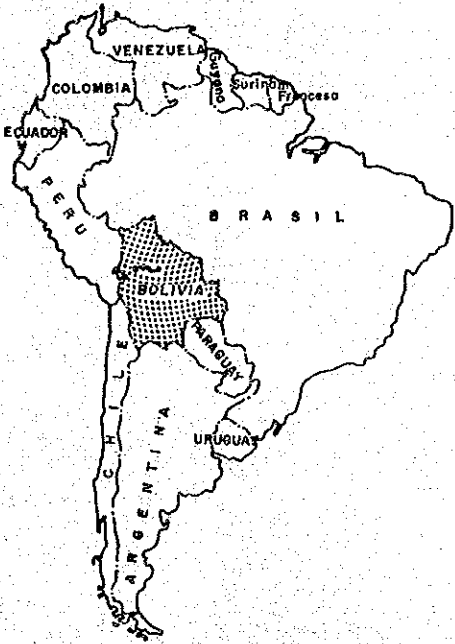 VENEZUELA
COLOMBIA
Guyana
Surinam
Francesa
ECUADOR
PERU
BRASIL
BOLIVIA
PARAGUAY
CHILE
ARGENTINA
URUGUAY